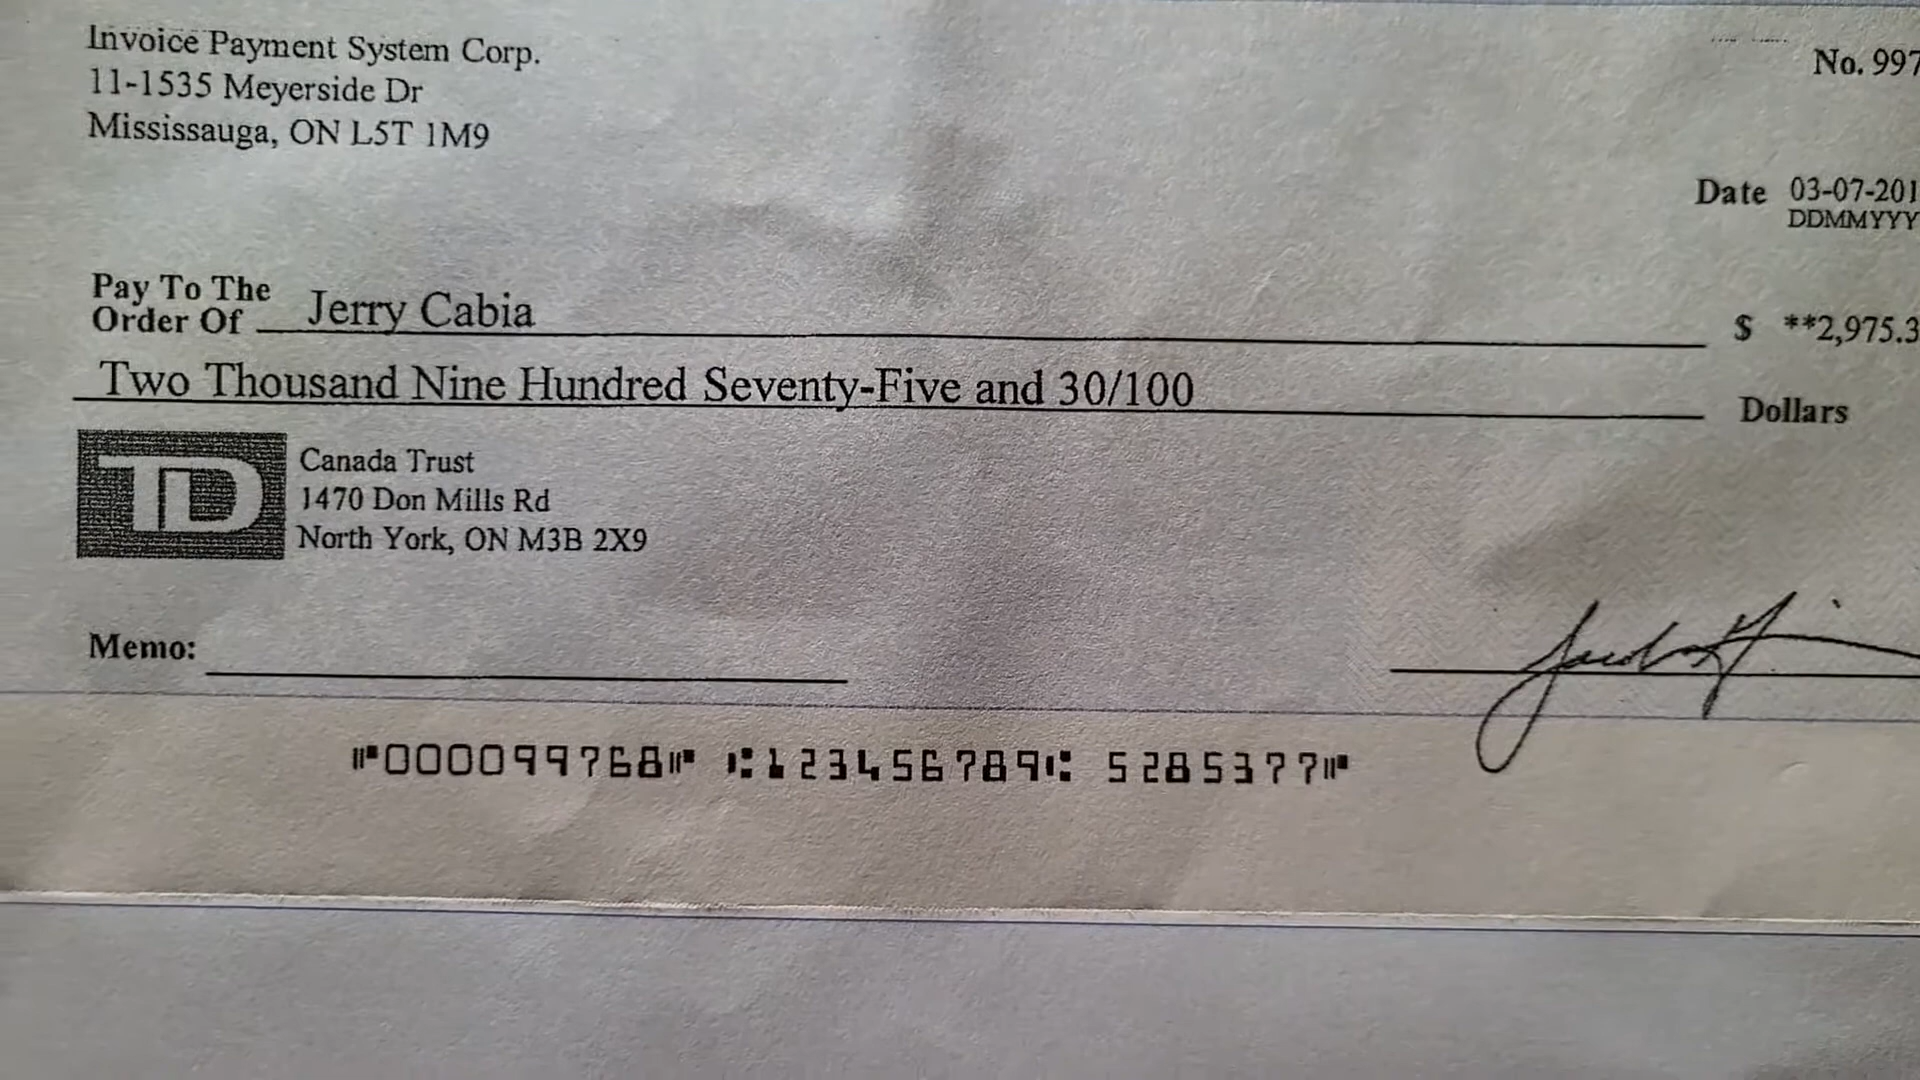 Invoice Payment System Corp.
11-1535 Meyerside Dr
Mississauga, ON L5T 1M9
No. 997
Date 03-07-201
DDMMYYY
Pay To The
Order Of Jerry Cabia
$ **2,975.3
Two Thousand Nine Hundred Seventy-Five and 30/100
Dollars
TD
Canada Trust
1470 Don Mills Rd
North York, ON M3B 2X9
Memo:
⑈000099768⑈ ⑆123456789⑆ 5285377⑈